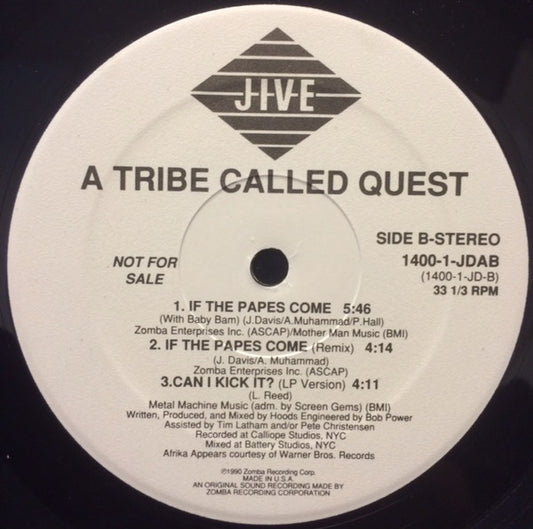 JIVE
A TRIBE CALLED QUEST
SIDE B-STEREO
NOT FOR
SALE
1400-1-JDAB
(1400-1-JD-B)
33 1/3 RPM
1. IF THE PAPES COME 5:46
(With Baby Bam) (J.Davis/A.Muhammad/P.Hall)
Zomba Enterprises Inc. (ASCAP)/Mother Man Music (BMI)
2. IF THE PAPES COME (Remix) 4:14
(J. Davis/A. Muhammad)
Zomba Enterprises Inc. (ASCAP)
3.CAN I KICK IT? (LP Version) 4:11
(L. Reed)
Metal Machine Music (adm. by Screen Gems) (BMI)
Written, Produced, and Mixed by Hoods Engineered by Bob Power
Assisted by Tim Latham and/or Pete Christensen
Recorded at Calliope Studios, NYC
Mixed at Battery Studios, NYC
Afrika Appears courtesy of Warner Bros. Records
℗1990 Zomba Recording Corp.
MADE IN U.S.A.
AN ORIGINAL SOUND RECORDING MADE BY
ZOMBA RECORDING CORPORATION